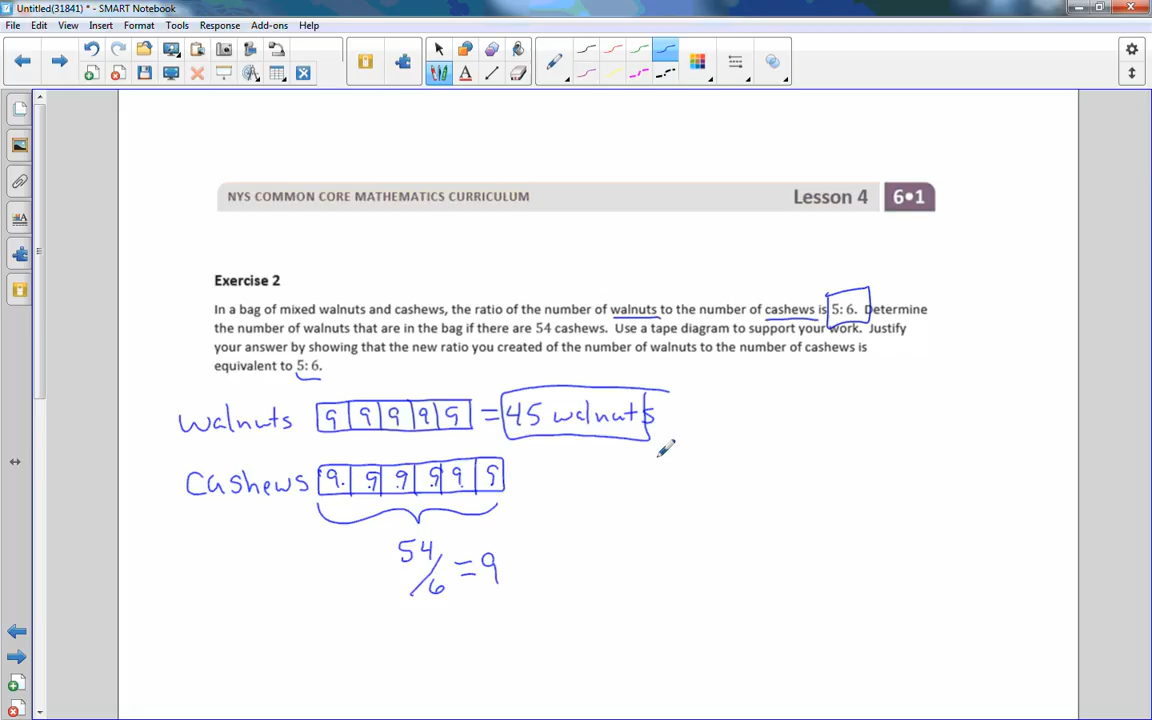 Untitled(31841) * - SMART Notebook
File Edit View Insert Format Tools Response Add-ons Help
NYS COMMON CORE MATHEMATICS CURRICULUM Lesson 4 6•1
Exercise 2
In a bag of mixed walnuts and cashews, the ratio of the number of walnuts to the number of cashews is 5: 6. Determine
the number of walnuts that are in the bag if there are 54 cashews. Use a tape diagram to support your work. Justify
your answer by showing that the new ratio you created of the number of walnuts to the number of cashews is
equivalent to 5: 6.
Walnuts 9 9 9 9 9 = 45 walnuts
Cashews 9 9 9 9 9 9
54/6 = 9